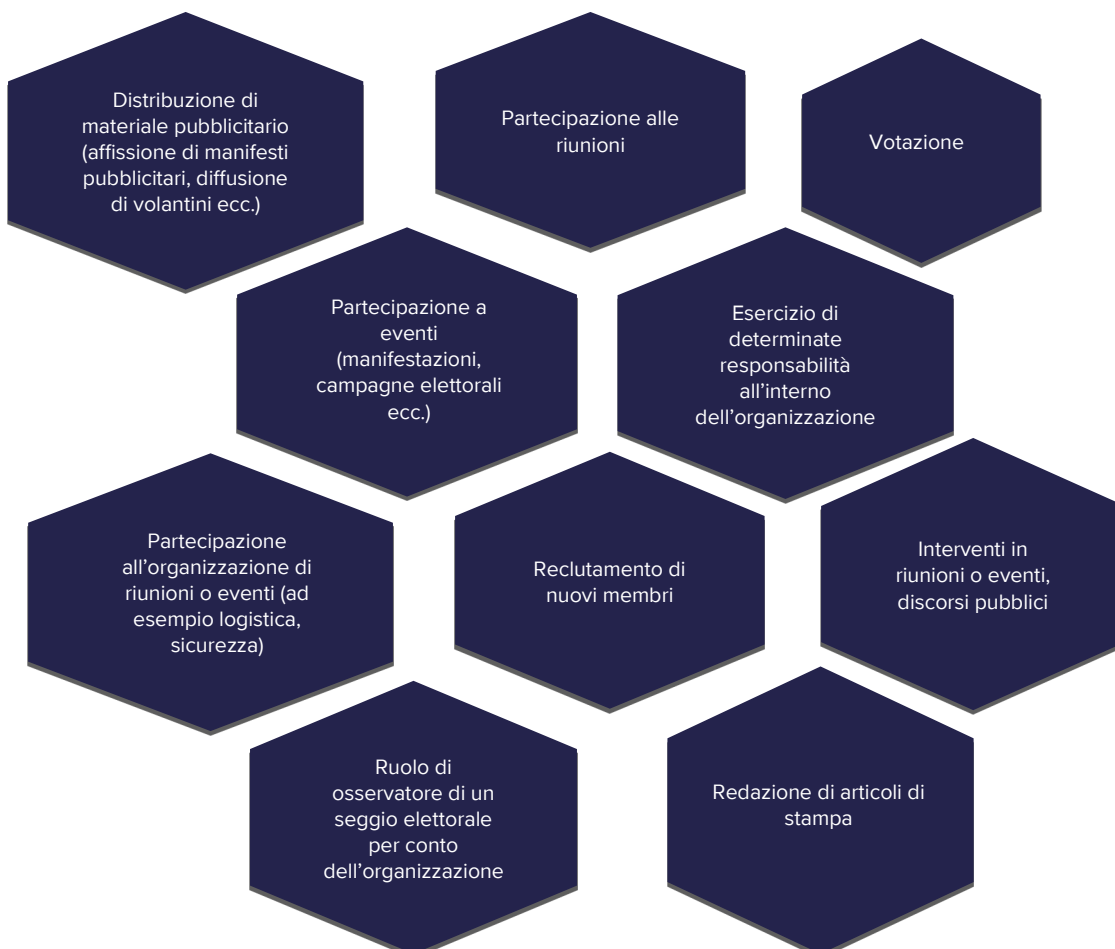 Distribuzione di
materiale pubblicitario
(affissione di manifesti
pubblicitari, diffusione
di volantini ecc.)
Partecipazione alle
riunioni
Votazione
Partecipazione a
eventi
(manifestazioni,
campagne elettorali
ecc.)
Esercizio di
determinate
responsabilità
all'interno
dell'organizzazione
Partecipazione
all'organizzazione di
riunioni o eventi (ad
esempio logistica,
sicurezza)
Reclutamento di
nuovi membri
Interventi in
riunioni o eventi,
discorsi pubblici
Ruolo di
osservatore di un
seggio elettorale
per conto
dell'organizzazione
Redazione di articoli di
stampa